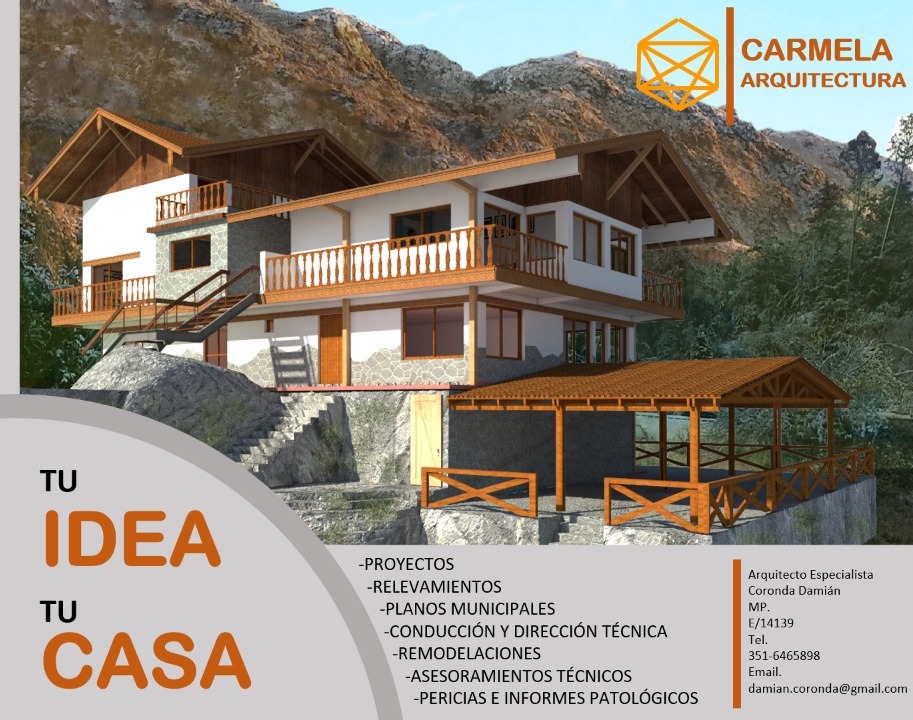 CARMELA
ARQUITECTURA
TU
IDEA
TU
CASA
-PROYECTOS
-RELEVAMIENTOS
-PLANOS MUNICIPALES
-CONDUCCIÓN Y DIRECCIÓN TÉCNICA
-REMODELACIONES
-ASESORAMIENTOS TÉCNICOS
-PERICIAS E INFORMES PATOLÓGICOS
Arquitecto Especialista
Coronda Damián
MP.
E/14139
Tel.
351-6465898
Email.
damian.coronda@gmail.com